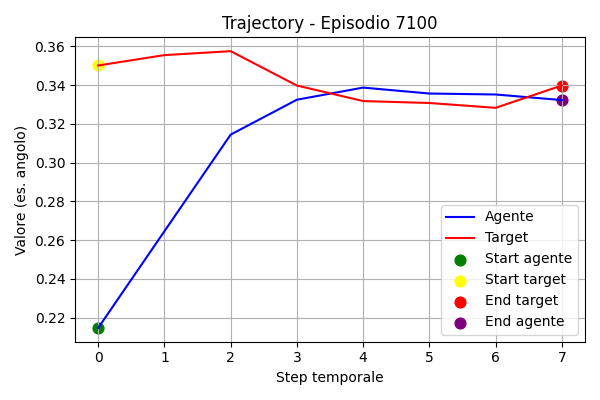 Trajectory - Episodio 7100
Valore (es. angolo)
0.36
0.34
0.32
0.30
0.28
0.26
0.24
0.22
0 1 2 3 4 5 6 7
Step temporale
Agente
Target
Start agente
Start target
End target
End agente